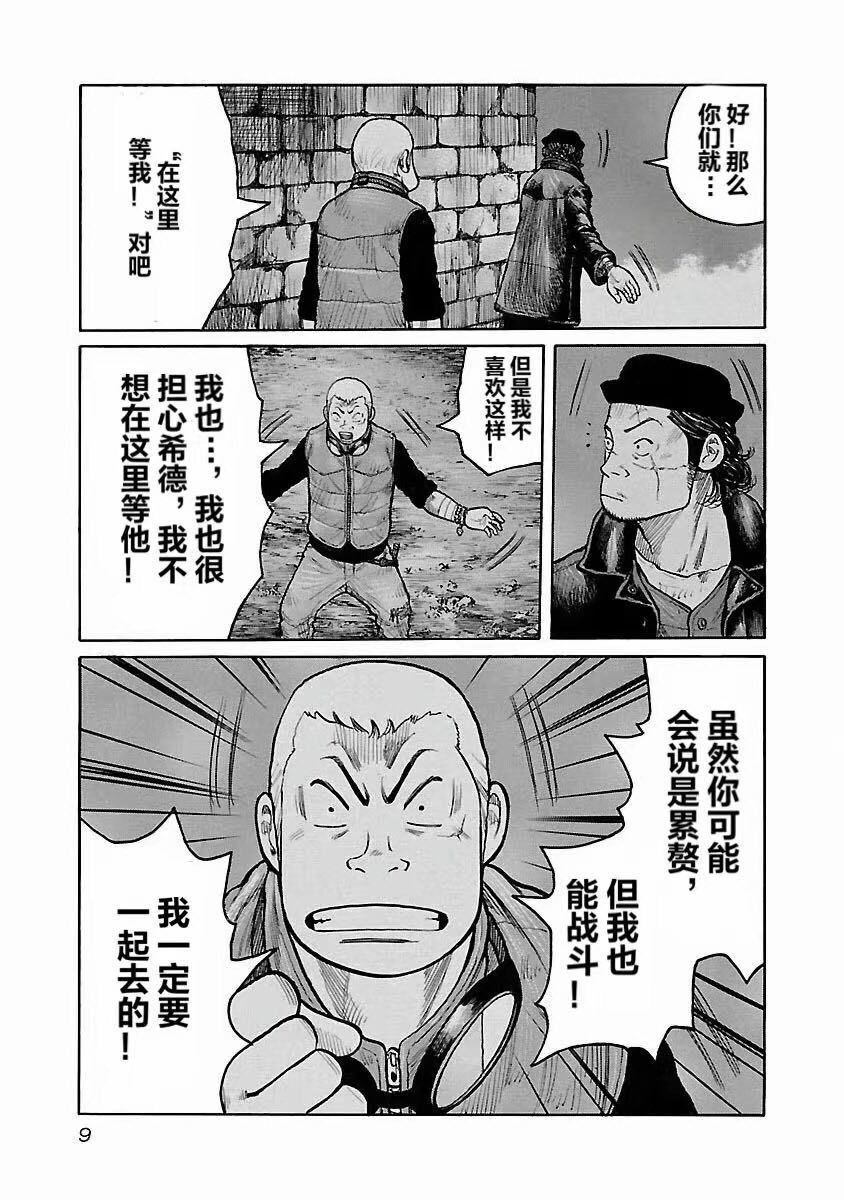 好！那么
你们就…
“在这里
等我！”对吧
但是我不
喜欢这样！
我也…，我也很
担心希德，我不
想在这里等他！
虽然你可能
会说是累赘，
但我也
能战斗！
我一定要
一起去的！
9